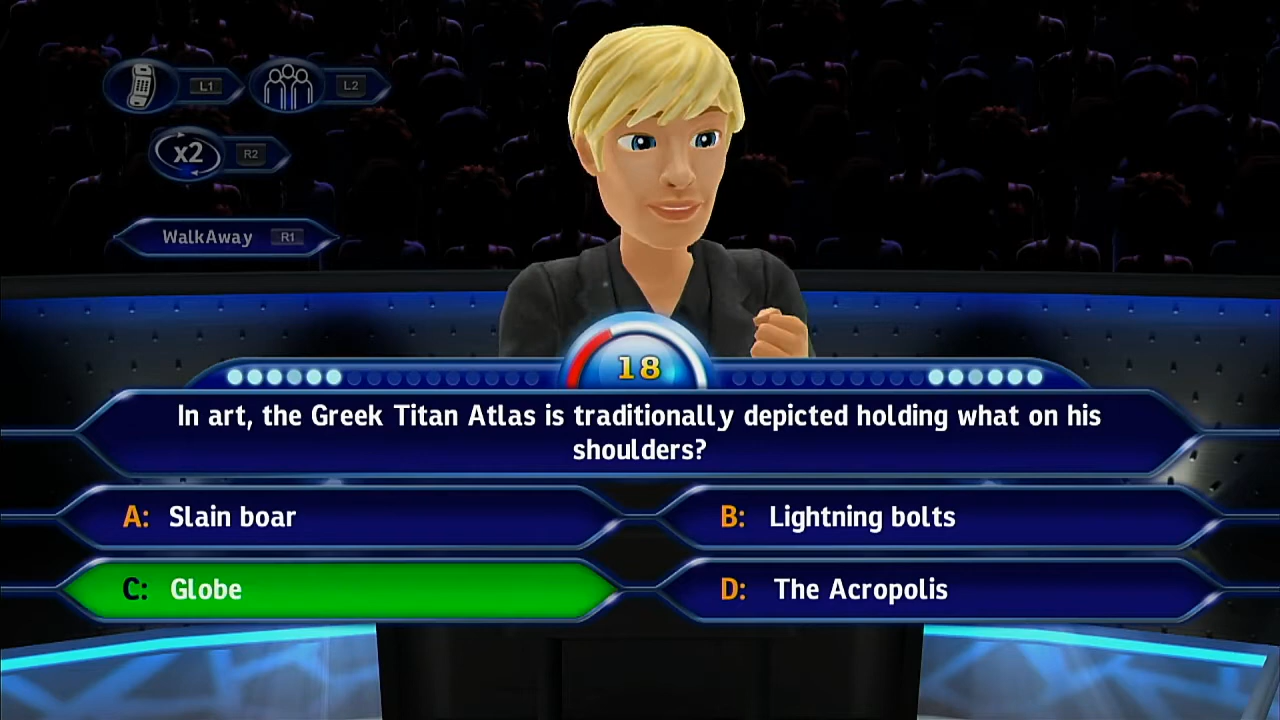 L1
L2
x2
R2
WalkAway R1
18
In art, the Greek Titan Atlas is traditionally depicted holding what on his
shoulders?
A: Slain boar
B: Lightning bolts
C: Globe
D: The Acropolis